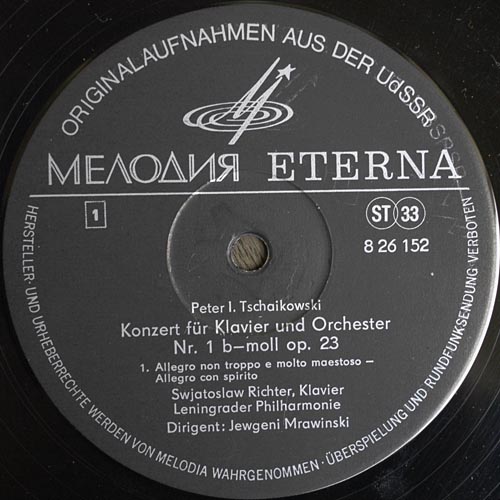 ORIGINALAUFNAHMEN AUS DER UdSSR
МЕЛОДИЯ ETERNA
1
ST 33
8 26 152
Peter I. Tschaikowski
Konzert für Klavier und Orchester
Nr. 1 b–moll op. 23
1. Allegro non troppo e molto maestoso –
Allegro con spirito
Swjatoslaw Richter, Klavier
Leningrader Philharmonie
Dirigent: Jewgeni Mrawinski
HERSTELLER- UND URHEBERRECHTE WERDEN VON MELODIA WAHRGENOMMEN · ÜBERSPIELUNG UND RUNDFUNKSENDUNG VERBOTEN